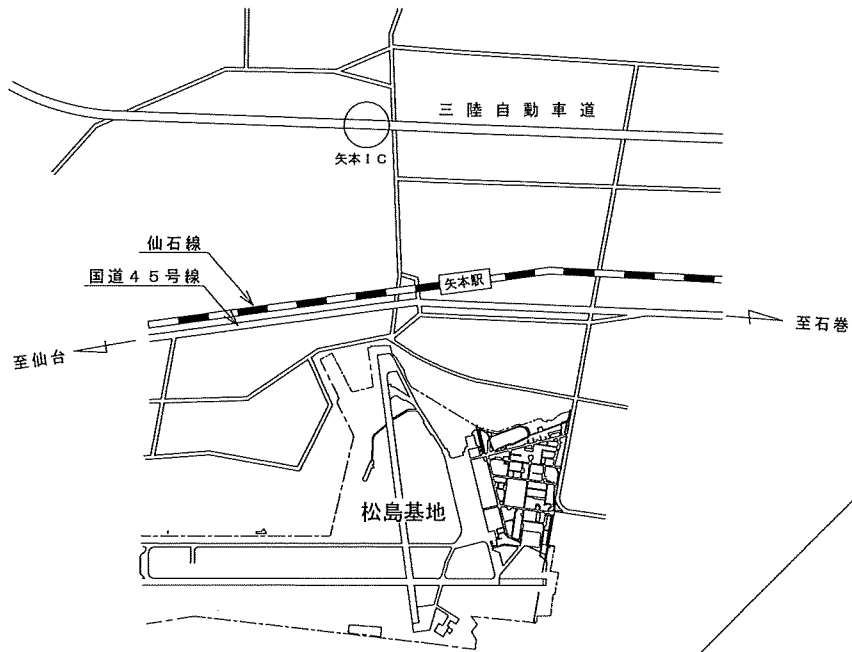 三陸自動車道
矢本IC
仙石線
国道45号線
矢本駅
至仙台
至石巻
松島基地